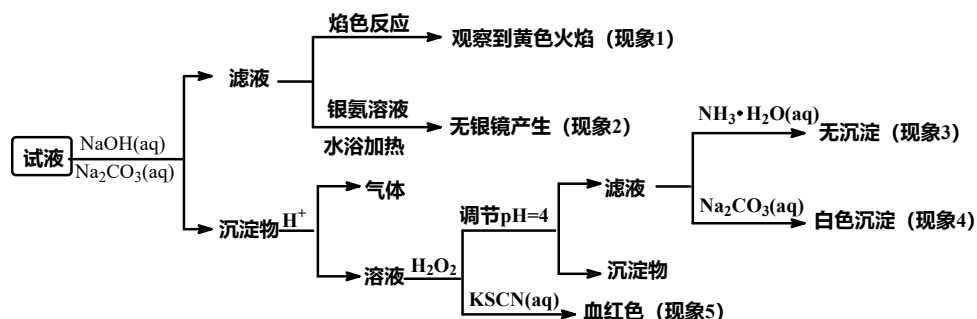 焰色反应
观察到黄色火焰（现象1）
滤液
银氨溶液
无银镜产生（现象2）
水浴加热
NH₃•H₂O(aq)
无沉淀（现象3）
试液
NaOH(aq)
Na₂CO₃(aq)
气体
滤液
Na₂CO₃(aq)
白色沉淀（现象4）
沉淀物
H⁺
调节pH=4
溶液
H₂O₂
沉淀物
KSCN(aq)
血红色（现象5）